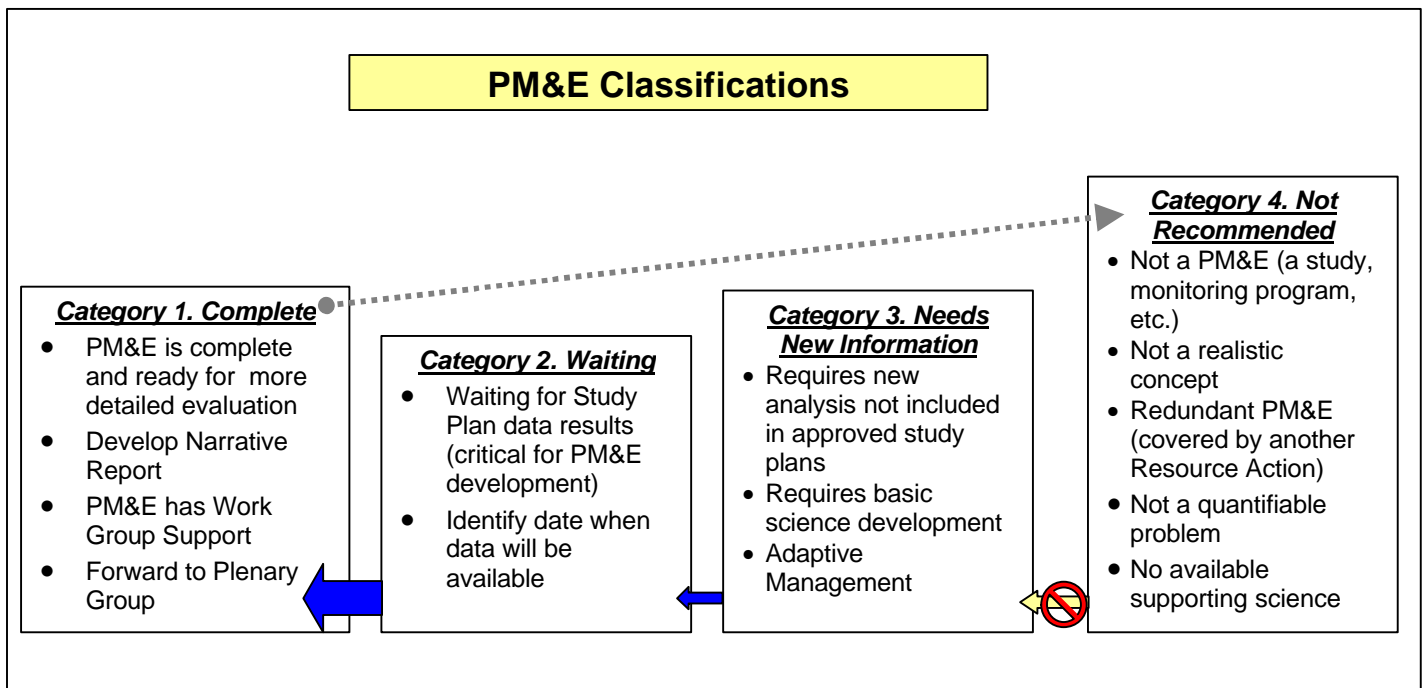 PM&E Classifications
Category 1. Complete
• PM&E is complete
and ready for more
detailed evaluation
• Develop Narrative
Report
• PM&E has Work
Group Support
• Forward to Plenary
Group
Category 2. Waiting
• Waiting for Study
Plan data results
(critical for PM&E
development)
• Identify date when
data will be
available
Category 3. Needs
New Information
• Requires new
analysis not included
in approved study
plans
• Requires basic
science development
• Adaptive
Management
Category 4. Not
Recommended
• Not a PM&E (a study,
monitoring program,
etc.)
• Not a realistic
concept
• Redundant PM&E
(covered by another
Resource Action)
• Not a quantifiable
problem
• No available
supporting science